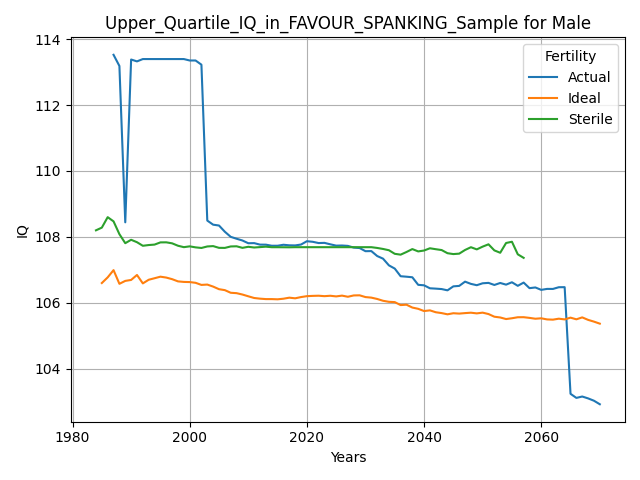 Upper_Quartile_IQ_in_FAVOUR_SPANKING_Sample for Male
114
112
110
108
106
104
IQ
Fertility
Actual
Ideal
Sterile
1980
2000
2020
2040
2060
Years